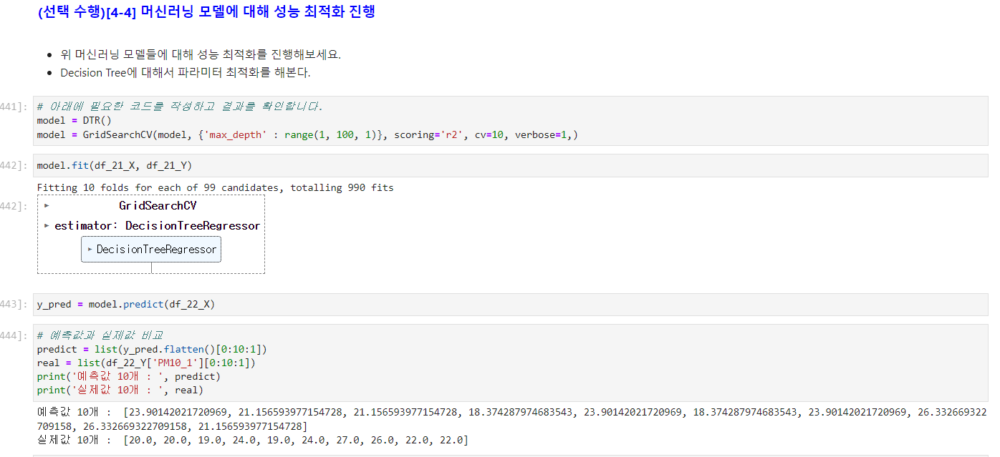 (선택 수행)[4-4] 머신러닝 모델에 대해 성능 최적화 진행
위 머신러닝 모델들에 대해 성능 최적화를 진행해보세요.
Decision Tree에 대해서 파라미터 최적화를 해본다.
441]: # 아래에 필요한 코드를 작성하고 결과를 확인합니다.
model = DTR()
model = GridSearchCV(model, {'max_depth' : range(1, 100, 1)}, scoring='r2', cv=10, verbose=1,)
442]: model.fit(df_21_X, df_21_Y)
Fitting 10 folds for each of 99 candidates, totalling 990 fits
442]: ▸ GridSearchCV
▸ estimator: DecisionTreeRegressor
▸ DecisionTreeRegressor
443]: y_pred = model.predict(df_22_X)
444]: # 예측값과 실제값 비교
predict = list(y_pred.flatten()[0:10:1])
real = list(df_22_Y['PM10_1'][0:10:1])
print('예측값 10개 : ', predict)
print('실제값 10개 : ', real)
예측값 10개 :  [23.90142021720969, 21.156593977154728, 21.156593977154728, 18.374287974683543, 23.90142021720969, 18.374287974683543, 23.90142021720969, 26.332669322
709158, 26.332669322709158, 21.156593977154728]
실제값 10개 :  [20.0, 20.0, 19.0, 24.0, 19.0, 24.0, 27.0, 26.0, 22.0, 22.0]